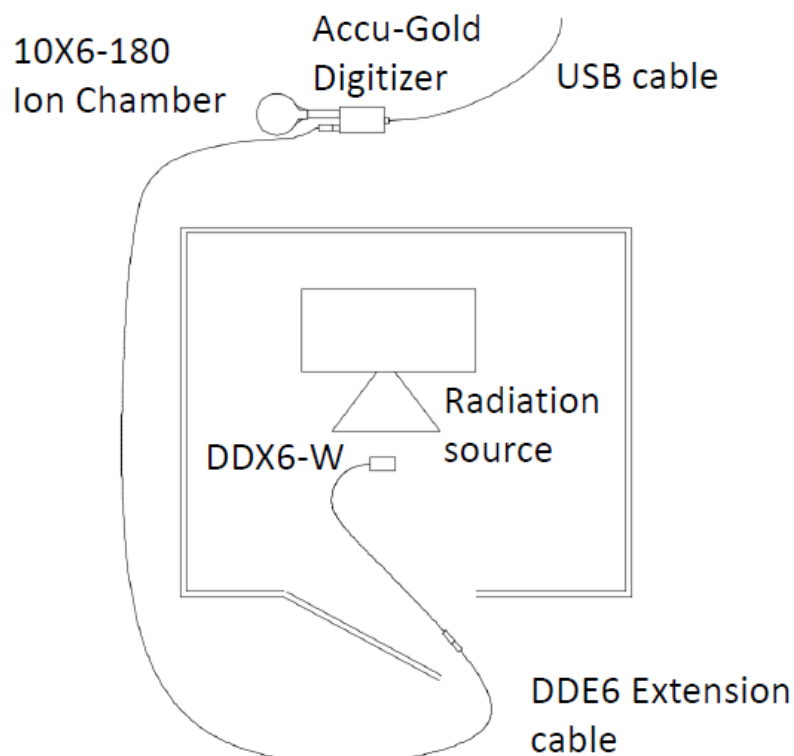 10X6-180
Ion Chamber
Accu-Gold
Digitizer
USB cable
Radiation
source
DDX6-W
DDE6 Extension
cable